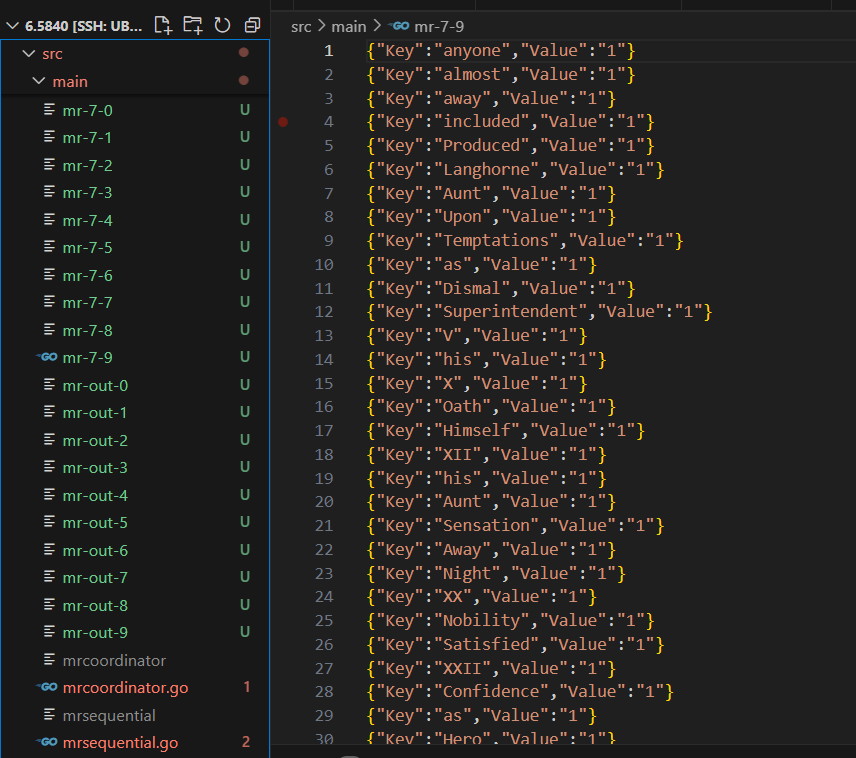 6.5840 [SSH: UB...
src
main
mr-7-0 U
mr-7-1 U
mr-7-2 U
mr-7-3 U
mr-7-4 U
mr-7-5 U
mr-7-6 U
mr-7-7 U
mr-7-8 U
GO mr-7-9 U
mr-out-0 U
mr-out-1 U
mr-out-2 U
mr-out-3 U
mr-out-4 U
mr-out-5 U
mr-out-6 U
mr-out-7 U
mr-out-8 U
mr-out-9 U
mrcoordinator
GO mrcoordinator.go 1
mrsequential
GO mrsequential.go 2
src > main > GO mr-7-9
1 {"Key":"anyone","Value":"1"}
2 {"Key":"almost","Value":"1"}
3 {"Key":"away","Value":"1"}
4 {"Key":"included","Value":"1"}
5 {"Key":"Produced","Value":"1"}
6 {"Key":"Langhorne","Value":"1"}
7 {"Key":"Aunt","Value":"1"}
8 {"Key":"Upon","Value":"1"}
9 {"Key":"Temptations","Value":"1"}
10 {"Key":"as","Value":"1"}
11 {"Key":"Dismal","Value":"1"}
12 {"Key":"Superintendent","Value":"1"}
13 {"Key":"V","Value":"1"}
14 {"Key":"his","Value":"1"}
15 {"Key":"X","Value":"1"}
16 {"Key":"Oath","Value":"1"}
17 {"Key":"Himself","Value":"1"}
18 {"Key":"XII","Value":"1"}
19 {"Key":"his","Value":"1"}
20 {"Key":"Aunt","Value":"1"}
21 {"Key":"Sensation","Value":"1"}
22 {"Key":"Away","Value":"1"}
23 {"Key":"Night","Value":"1"}
24 {"Key":"XX","Value":"1"}
25 {"Key":"Nobility","Value":"1"}
26 {"Key":"Satisfied","Value":"1"}
27 {"Key":"XXII","Value":"1"}
28 {"Key":"Confidence","Value":"1"}
29 {"Key":"as","Value":"1"}
30 {"Key":"Hero","Value":"1"}